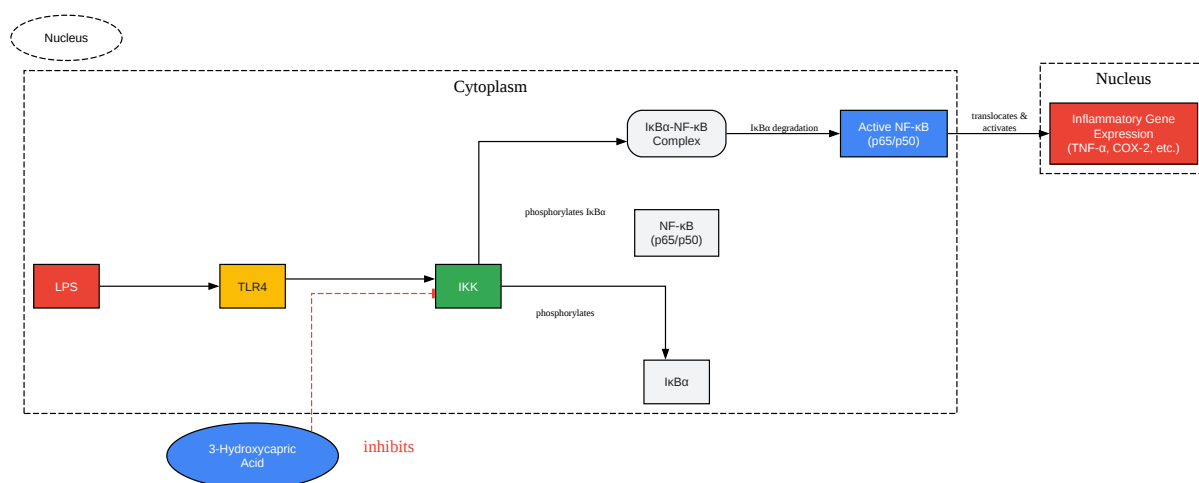 Nucleus
Cytoplasm
Nucleus
IκBα-NF-κB
Complex
IκBα degradation
Active NF-κB
(p65/p50)
translocates &
activates
Inflammatory Gene
Expression
(TNF-α, COX-2, etc.)
phosphorylates IκBα
NF-κB
(p65/p50)
LPS
TLR4
IKK
phosphorylates
IκBα
3-Hydroxycapric
Acid
inhibits